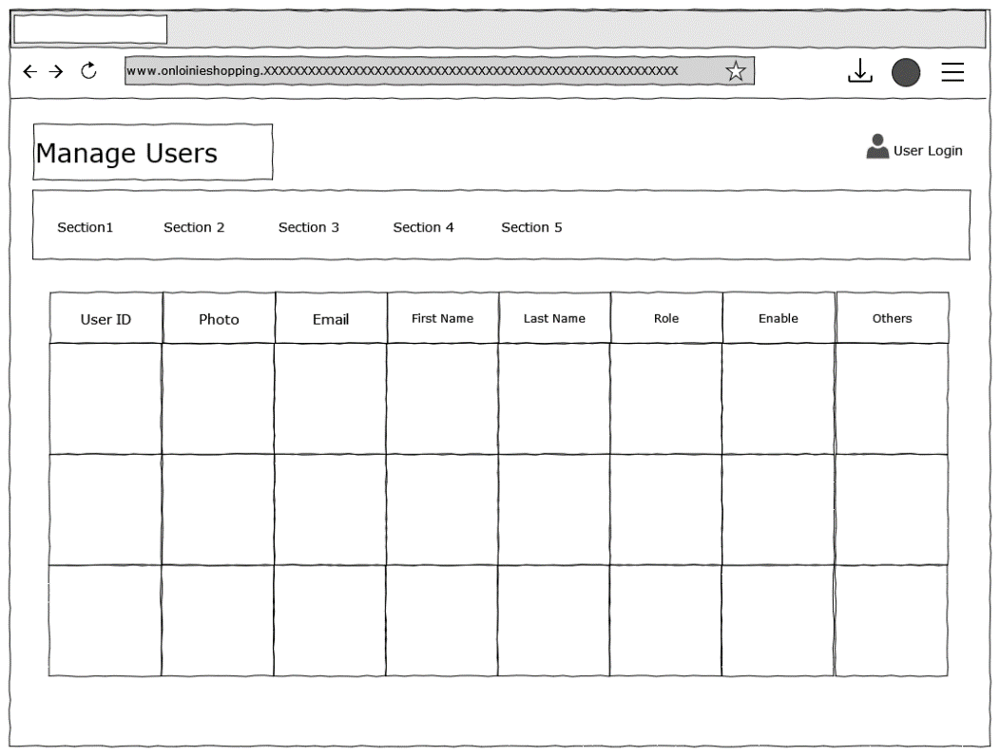 www.onloinieshopping.XXXXXXXXXXXXXXXXXXXXXXXXXXXXXXXXXXXXXXXXXXXXXXXXXXXXXXX
Manage Users
User Login
Section1 Section 2 Section 3 Section 4 Section 5
User ID Photo Email First Name Last Name Role Enable Others